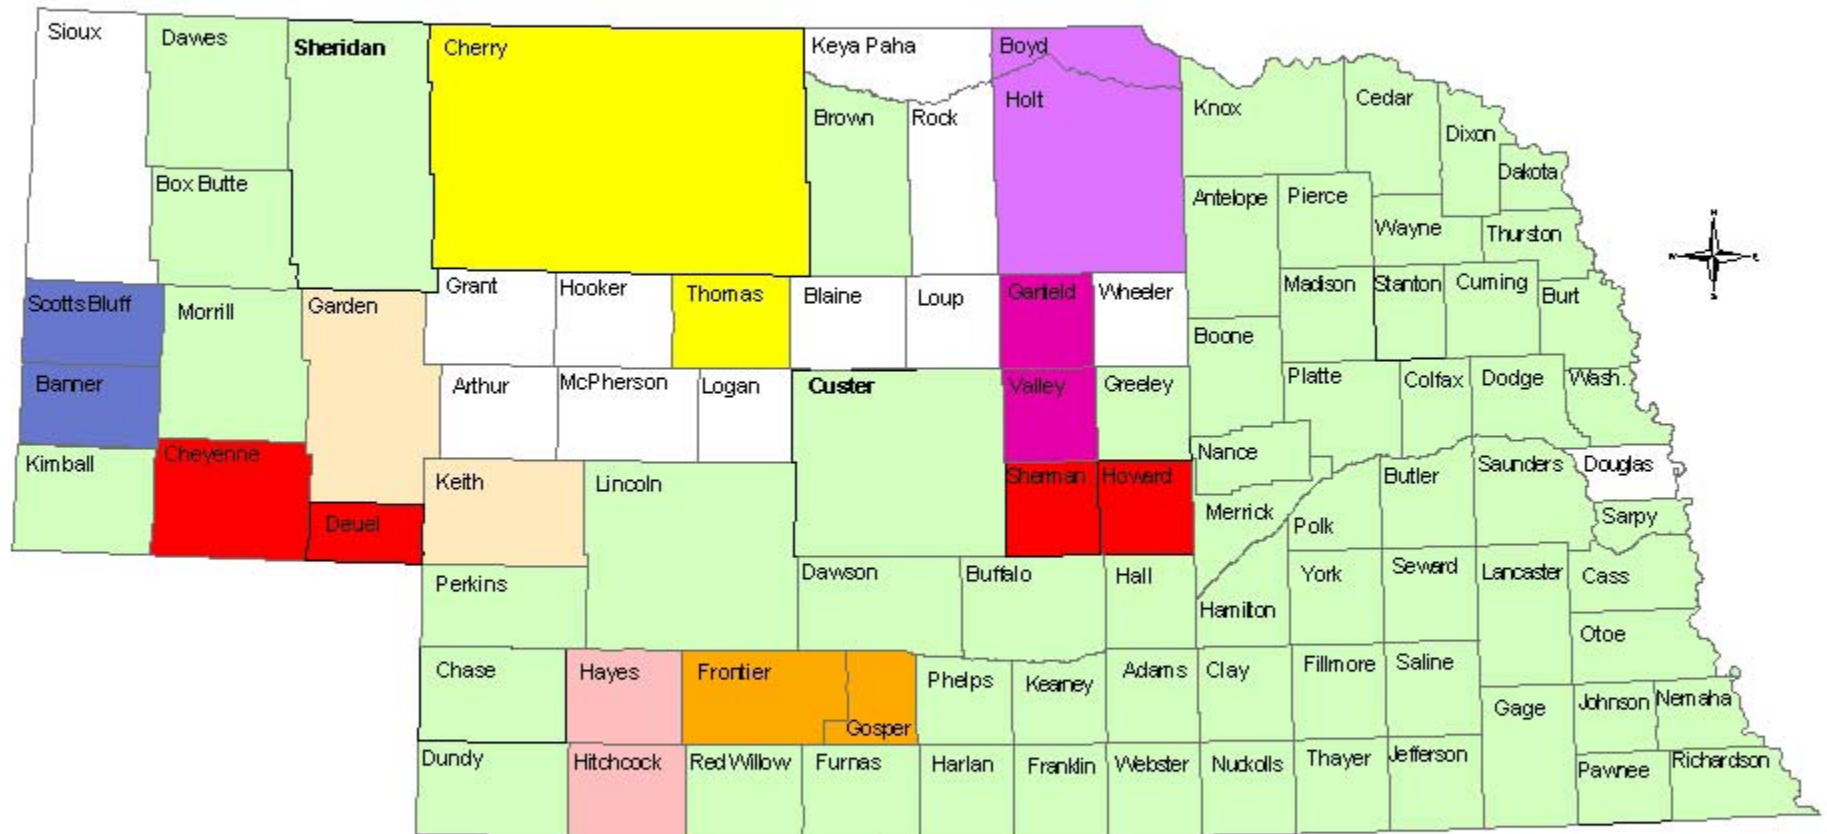 Sioux
Dawes
Sheridan
Cherry
Keya Paha
Boyd
Holt
Knox
Cedar
Dixon
Dakota
Brown
Rock
Box Butte
Antelope
Pierce
Wayne
Thurston
Scotts Bluff
Morrill
Garden
Grant
Hooker
Thomas
Blaine
Loup
Garfield
Wheeler
Boone
Madison
Stanton
Cuming
Burt
Banner
Arthur
McPherson
Logan
Custer
Valley
Greeley
Platte
Colfax
Dodge
Wash.
Kimball
Cheyenne
Deuel
Keith
Lincoln
Sherman
Howard
Nance
Merrick
Polk
Butler
Saunders
Douglas
Sarpy
Perkins
Dawson
Buffalo
Hall
Hamilton
York
Seward
Lancaster
Cass
Otoe
Chase
Hayes
Frontier
Gosper
Phelps
Kearney
Adams
Clay
Fillmore
Saline
Gage
Johnson
Nemaha
Dundy
Hitchcock
Red Willow
Furnas
Harlan
Franklin
Webster
Nuckolls
Thayer
Jefferson
Pawnee
Richardson